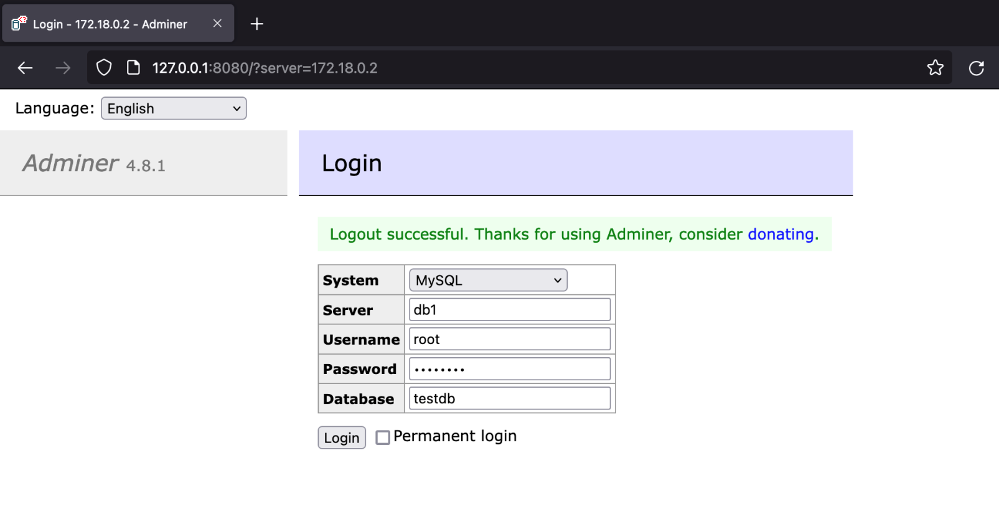 Login - 172.18.0.2 - Adminer
127.0.0.1:8080/?server=172.18.0.2
Language: English
Adminer 4.8.1
Login
Logout successful. Thanks for using Adminer, consider donating.
System MySQL
Server db1
Username root
Password ••••••••
Database testdb
Login Permanent login